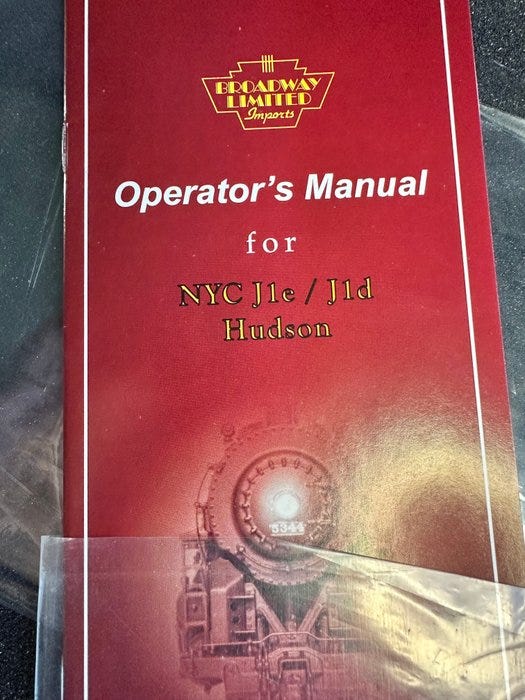 BROADWAY
LIMITED
Imports
Operator's Manual
for
NYC J1e / J1d
Hudson
5344